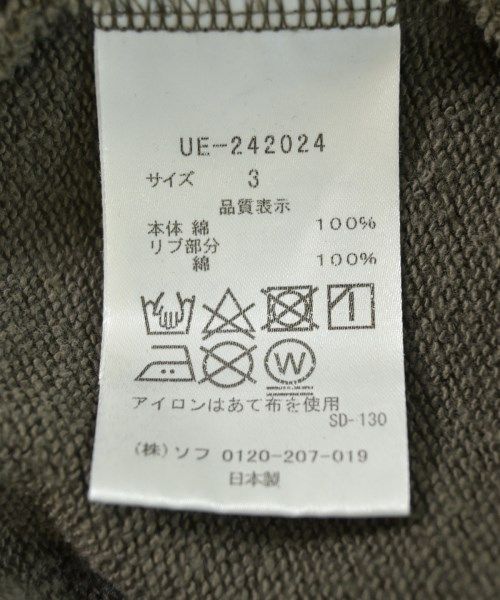 UE-242024
サイズ 3
品質表示
本体 綿 100%
リブ部分
綿 100%
W
アイロンはあて布を使用
SD-130
(株)ソフ 0120-207-019
日本製